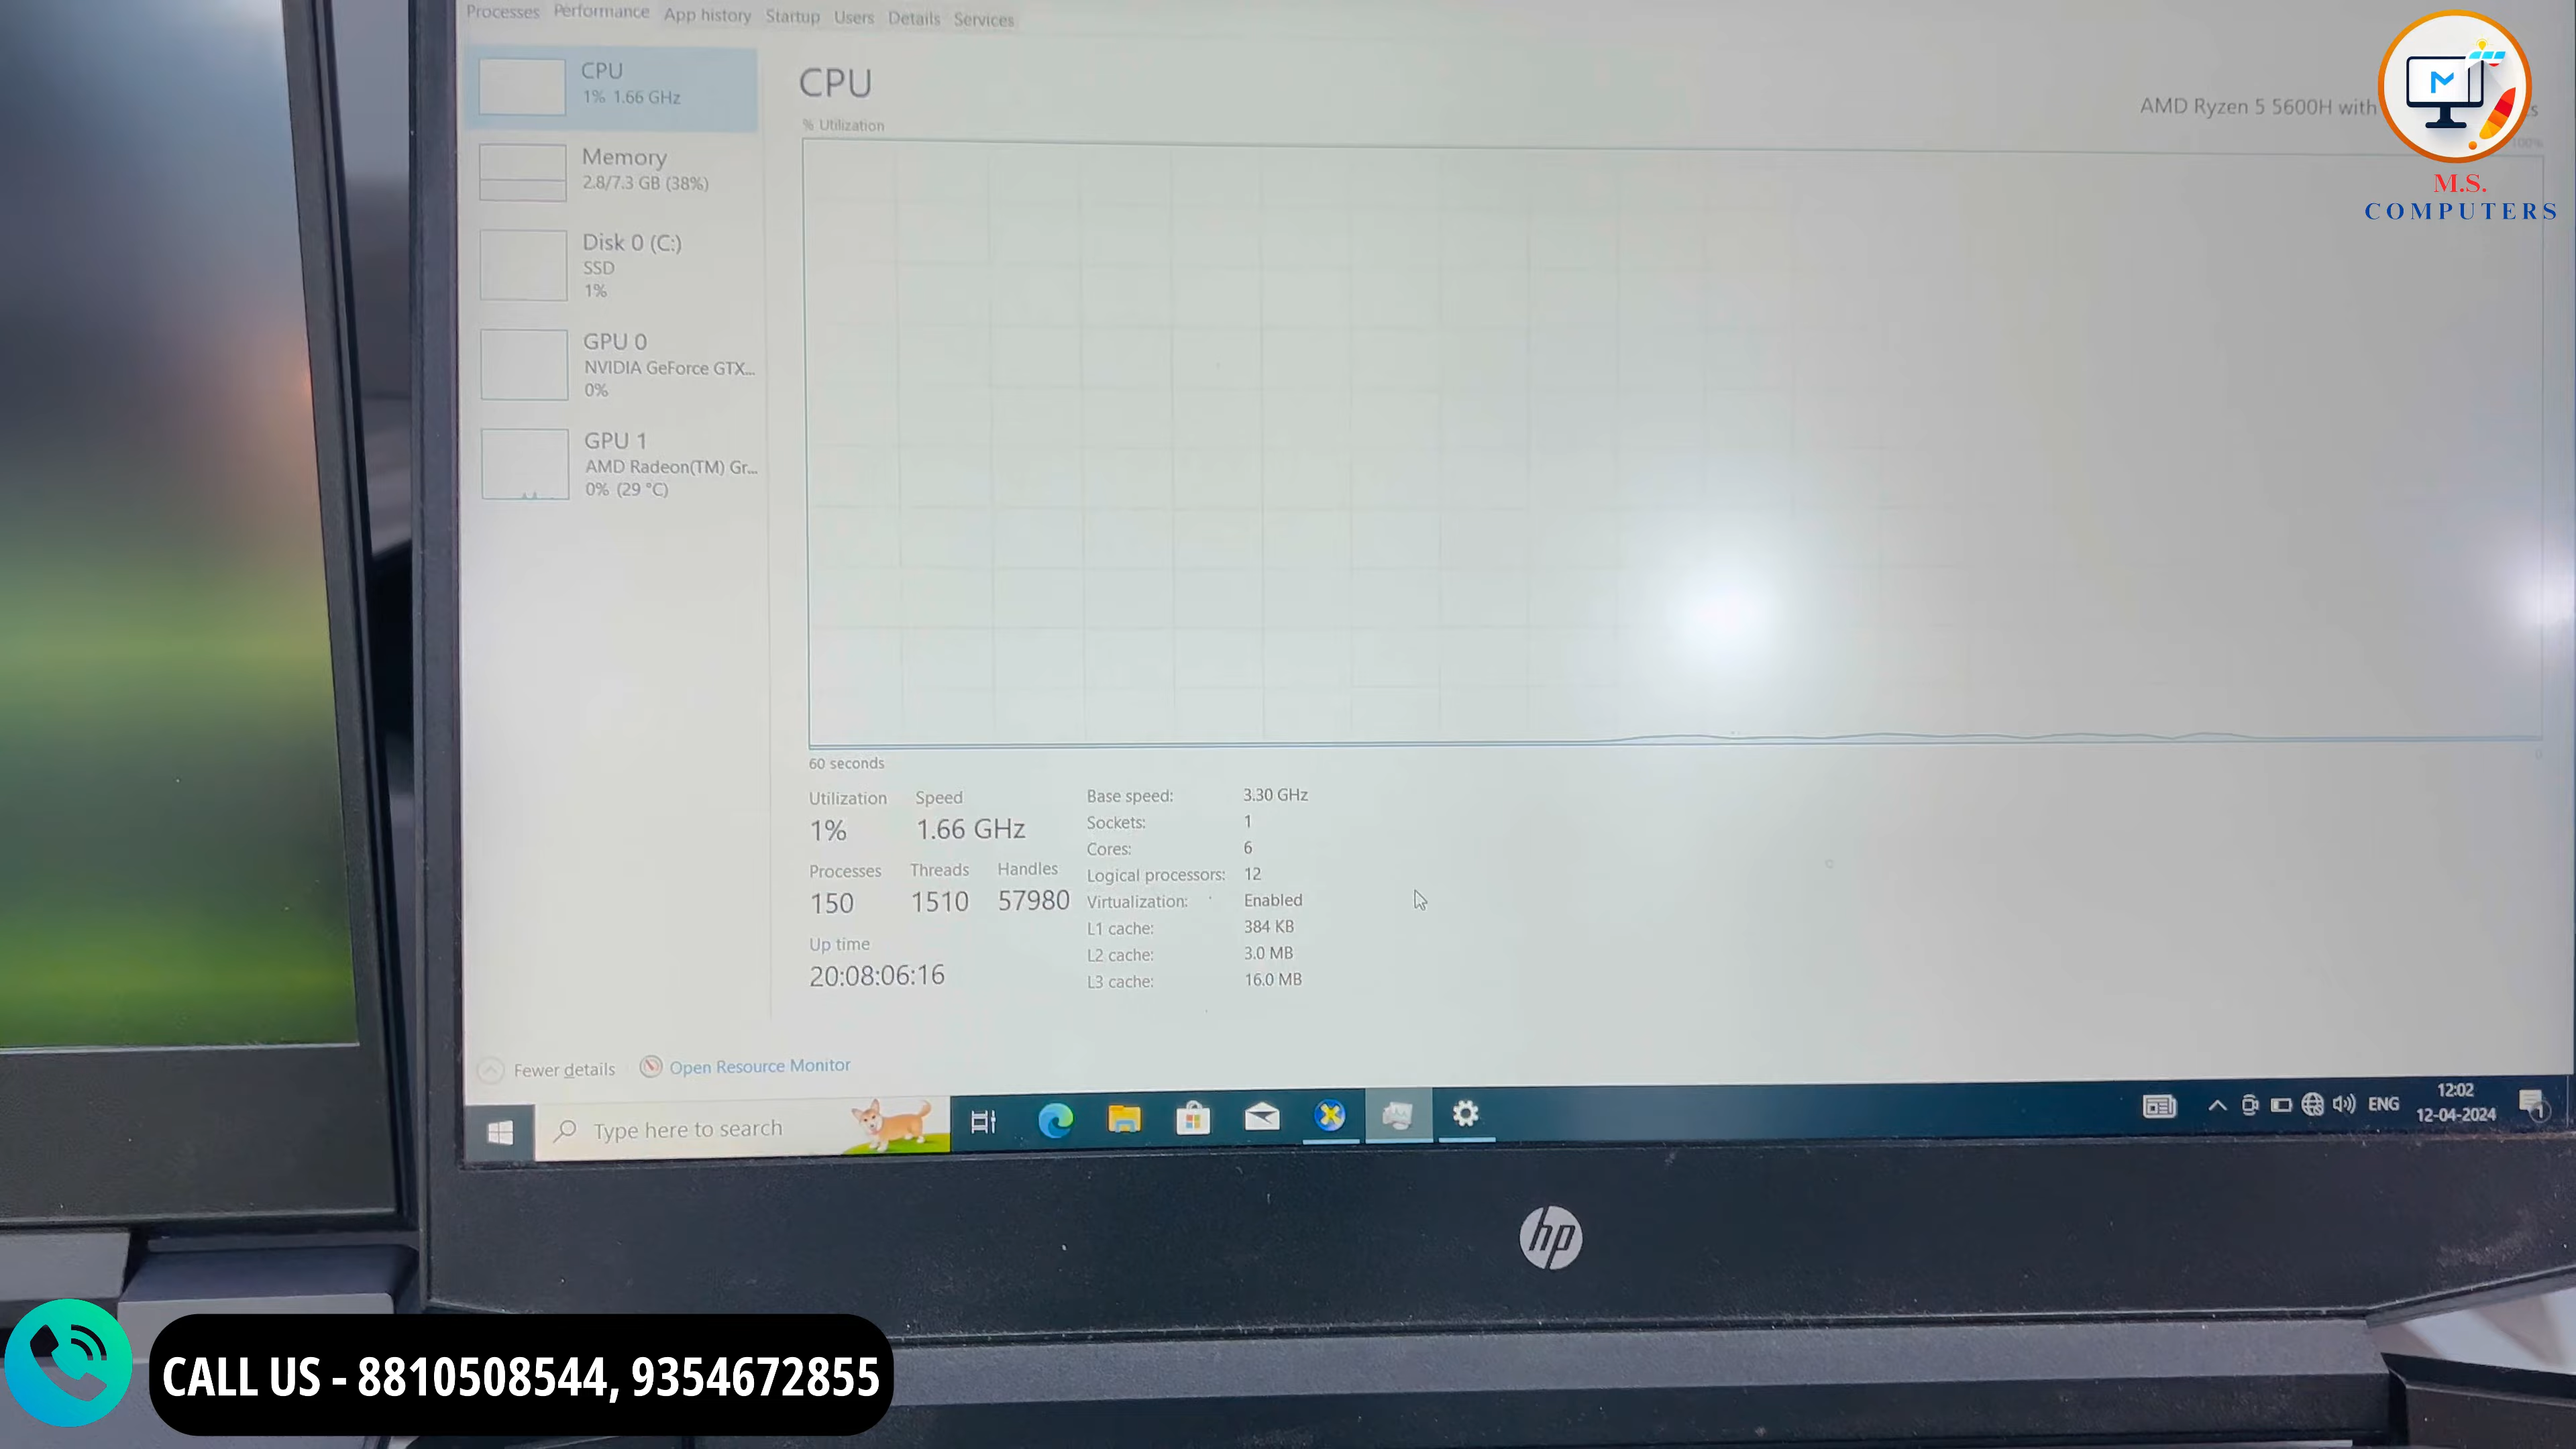 Processes Performance App history Startup Users Details Services
CPU
1% 1.66 GHz
Memory
2.8/7.3 GB (38%)
Disk 0 (C:)
SSD
1%
GPU 0
NVIDIA GeForce GTX...
0%
GPU 1
AMD Radeon(TM) Gr...
0% (29 °C)
CPU
AMD Ryzen 5 5600H with
% Utilization
100%
60 seconds
0
Utilization Speed
1% 1.66 GHz
Processes Threads Handles
150 1510 57980
Up time
20:08:06:16
Base speed: 3.30 GHz
Sockets: 1
Cores: 6
Logical processors: 12
Virtualization: Enabled
L1 cache: 384 KB
L2 cache: 3.0 MB
L3 cache: 16.0 MB
Fewer details Open Resource Monitor
Type here to search
ENG
12:02
12-04-2024
1
hp
M
M.S.
COMPUTERS
CALL US - 8810508544, 9354672855